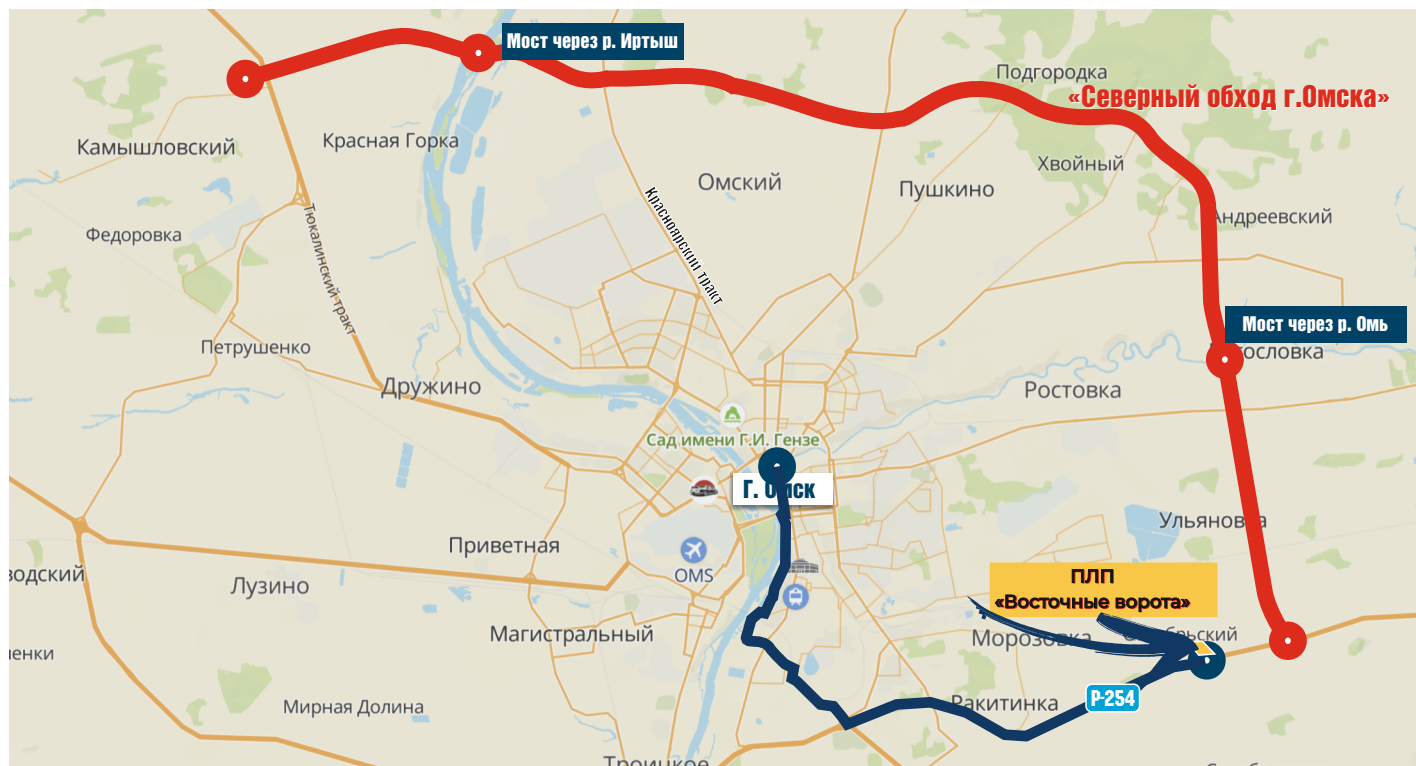 Мост через р. Иртыш
Подгородка
«Северный обход г.Омска»
Камышловский
Красная Горка
Хвойный
Омский
Пушкино
Красноярский тракт
Тюкалинский тракт
Андреевский
Федоровка
Мост через р. Омь
Петрушенко
Дружино
Ростовка
Сад имени Г.И. Гензе
Г. Омск
Ульяновка
Приветная
OMS
Лузино
ПЛП
«Восточные ворота»
Магистральный
Морозовка
Р-254
Ракитинка
Мирная Долина
Троицкое